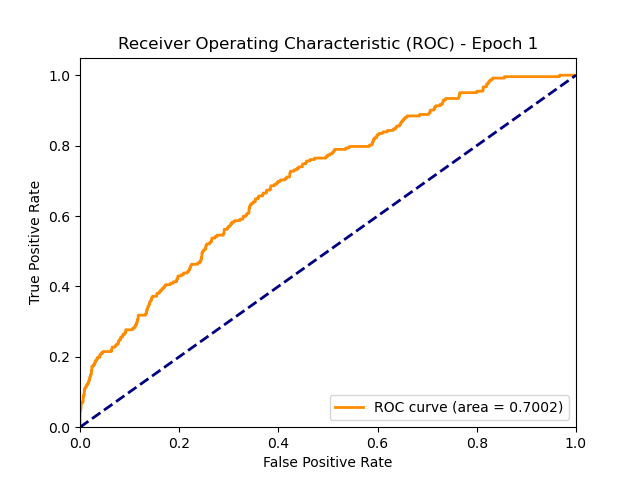 Receiver Operating Characteristic (ROC) - Epoch 1
True Positive Rate
1.0
0.8
0.6
0.4
0.2
0.0
ROC curve (area = 0.7002)
0.0 0.2 0.4 0.6 0.8 1.0
False Positive Rate